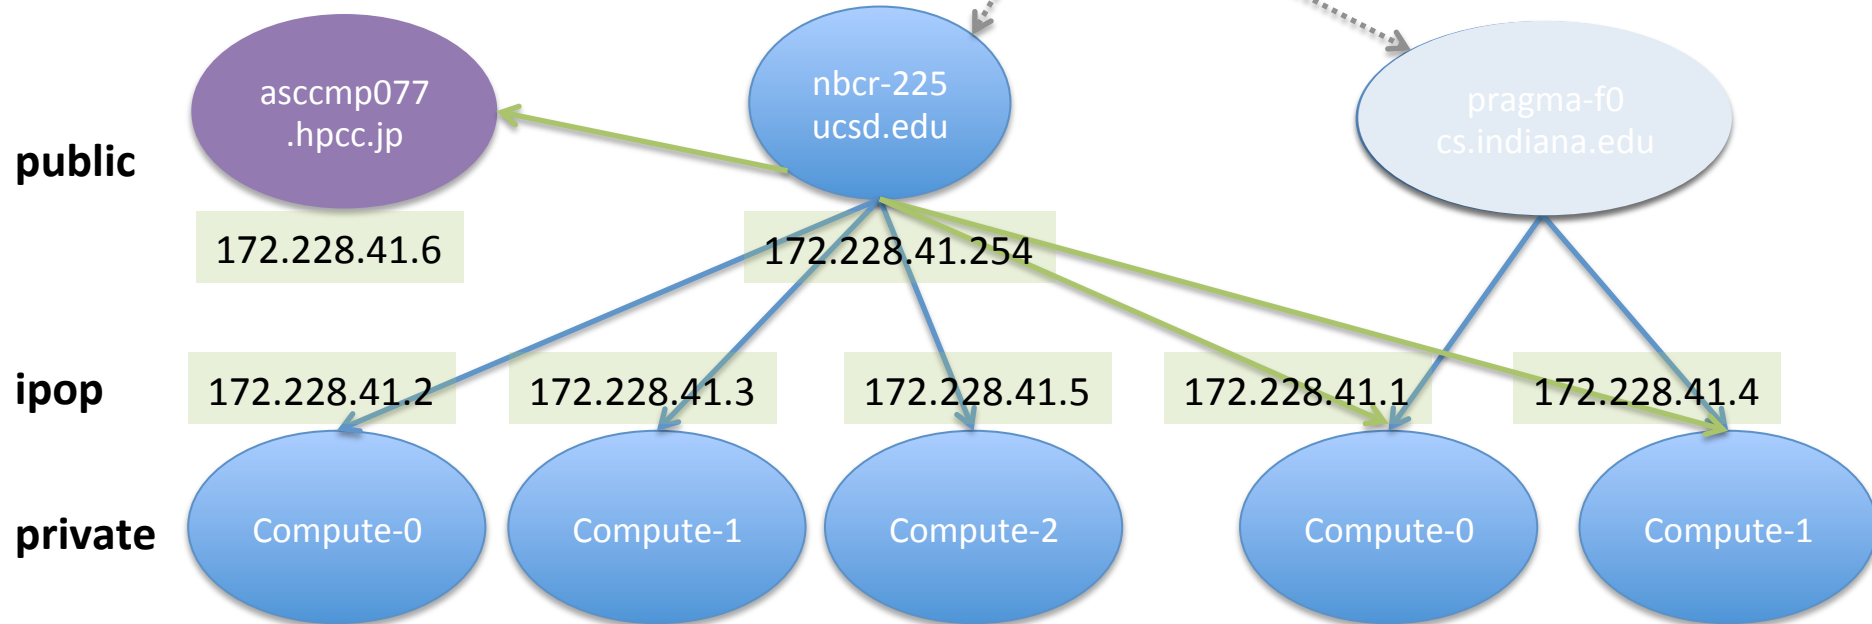 asccmp077
.hpcc.jp
nbcr-225
ucsd.edu
pragma-f0
cs.indiana.edu
public
172.228.41.6
172.228.41.254
ipop
172.228.41.2
172.228.41.3
172.228.41.5
172.228.41.1
172.228.41.4
private
Compute-0
Compute-1
Compute-2
Compute-0
Compute-1